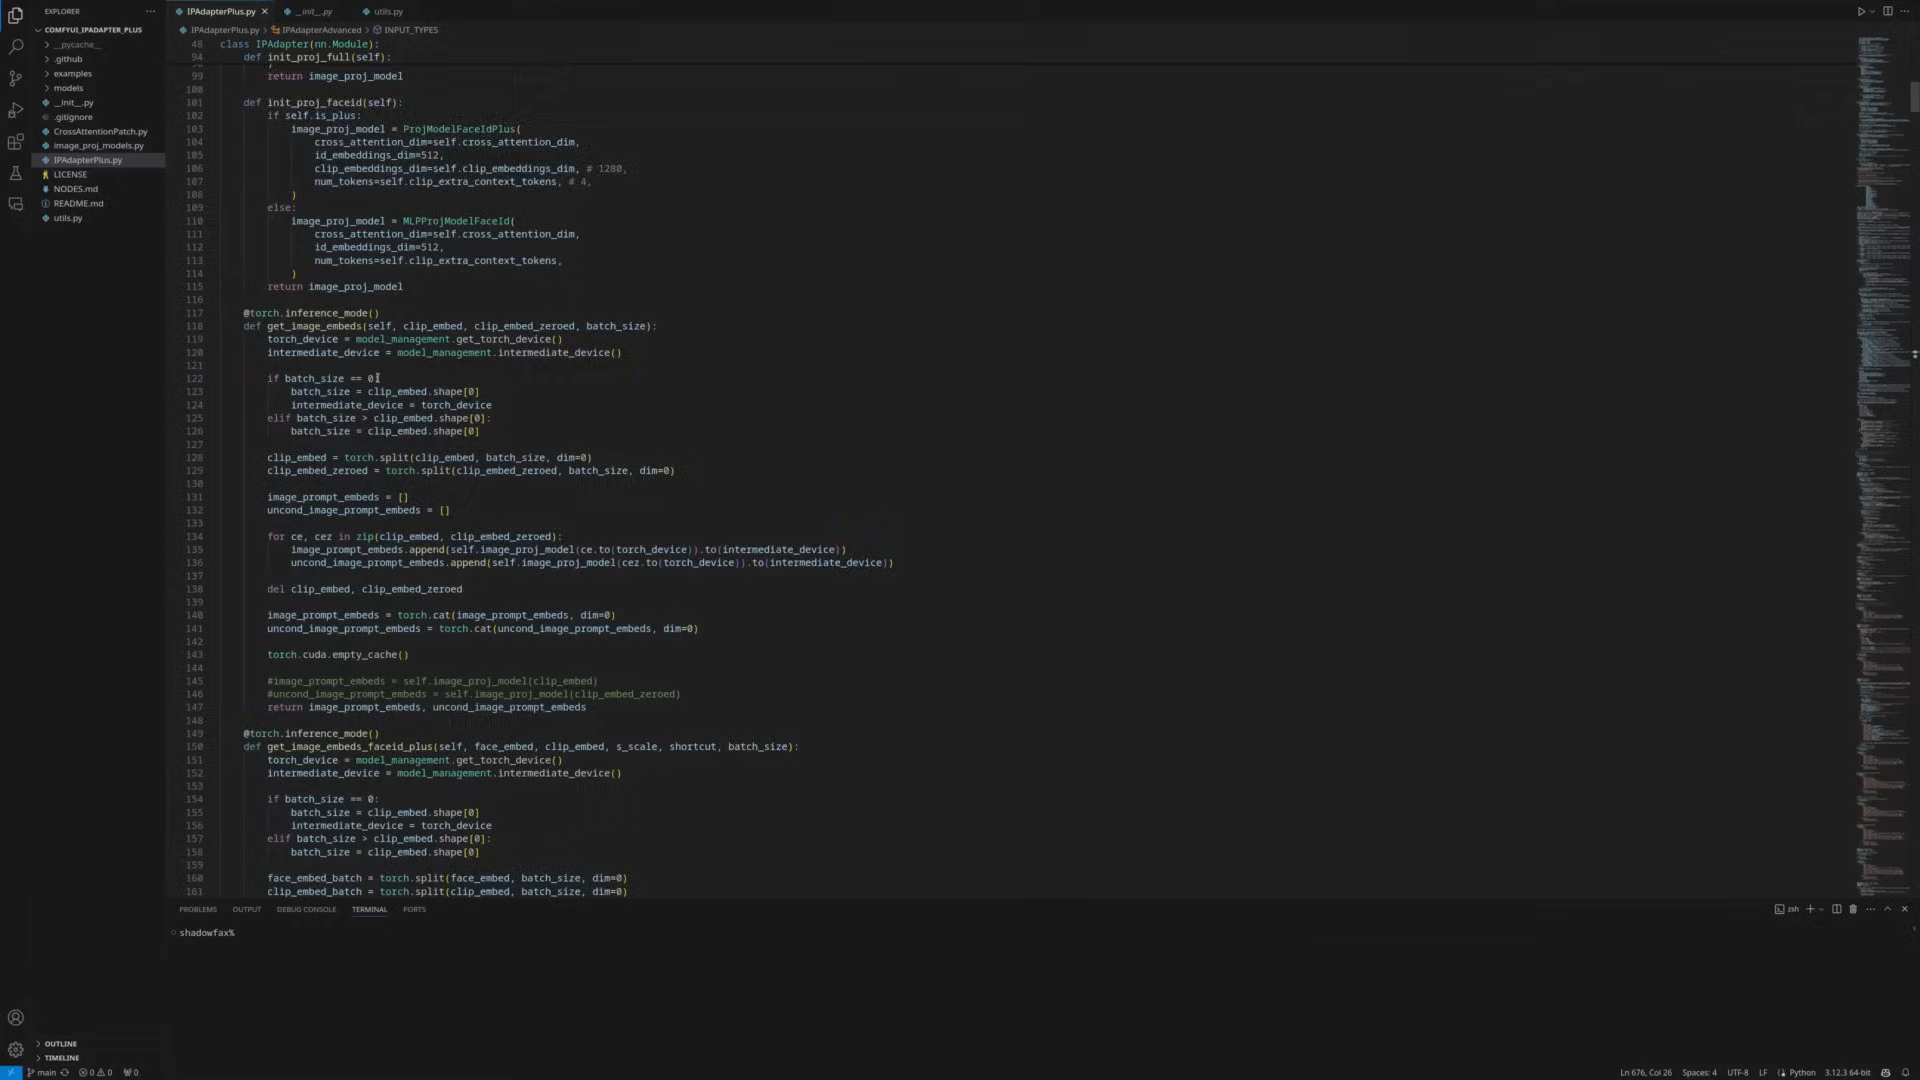 EXPLORER
COMFYUI_IPADAPTER_PLUS
__pycache__
.github
examples
models
__init__.py
.gitignore
CrossAttentionPatch.py
image_proj_models.py
IPAdapterPlus.py
LICENSE
NODES.md
README.md
utils.py
OUTLINE
TIMELINE
IPAdapterPlus.py
__init__.py
utils.py
IPAdapterPlus.py > IPAdapterAdvanced > INPUT_TYPES
48 class IPAdapter(nn.Module):
94 def init_proj_full(self):
99 return image_proj_model
100
101 def init_proj_faceid(self):
102 if self.is_plus:
103 image_proj_model = ProjModelFaceIdPlus(
104 cross_attention_dim=self.cross_attention_dim,
105 id_embeddings_dim=512,
106 clip_embeddings_dim=self.clip_embeddings_dim, # 1280,
107 num_tokens=self.clip_extra_context_tokens, # 4,
108 )
109 else:
110 image_proj_model = MLPProjModelFaceId(
111 cross_attention_dim=self.cross_attention_dim,
112 id_embeddings_dim=512,
113 num_tokens=self.clip_extra_context_tokens,
114 )
115 return image_proj_model
116
117 @torch.inference_mode()
118 def get_image_embeds(self, clip_embed, clip_embed_zeroed, batch_size):
119 torch_device = model_management.get_torch_device()
120 intermediate_device = model_management.intermediate_device()
121
122 if batch_size == 0:
123 batch_size = clip_embed.shape[0]
124 intermediate_device = torch_device
125 elif batch_size > clip_embed.shape[0]:
126 batch_size = clip_embed.shape[0]
127
128 clip_embed = torch.split(clip_embed, batch_size, dim=0)
129 clip_embed_zeroed = torch.split(clip_embed_zeroed, batch_size, dim=0)
130
131 image_prompt_embeds = []
132 uncond_image_prompt_embeds = []
133
134 for ce, cez in zip(clip_embed, clip_embed_zeroed):
135 image_prompt_embeds.append(self.image_proj_model(ce.to(torch_device)).to(intermediate_device))
136 uncond_image_prompt_embeds.append(self.image_proj_model(cez.to(torch_device)).to(intermediate_device))
137
138 del clip_embed, clip_embed_zeroed
139
140 image_prompt_embeds = torch.cat(image_prompt_embeds, dim=0)
141 uncond_image_prompt_embeds = torch.cat(uncond_image_prompt_embeds, dim=0)
142
143 torch.cuda.empty_cache()
144
145 #image_prompt_embeds = self.image_proj_model(clip_embed)
146 #uncond_image_prompt_embeds = self.image_proj_model(clip_embed_zeroed)
147 return image_prompt_embeds, uncond_image_prompt_embeds
148
149 @torch.inference_mode()
150 def get_image_embeds_faceid_plus(self, face_embed, clip_embed, s_scale, shortcut, batch_size):
151 torch_device = model_management.get_torch_device()
152 intermediate_device = model_management.intermediate_device()
153
154 if batch_size == 0:
155 batch_size = clip_embed.shape[0]
156 intermediate_device = torch_device
157 elif batch_size > clip_embed.shape[0]:
158 batch_size = clip_embed.shape[0]
159
160 face_embed_batch = torch.split(face_embed, batch_size, dim=0)
161 clip_embed_batch = torch.split(clip_embed, batch_size, dim=0)
PROBLEMS OUTPUT DEBUG CONSOLE TERMINAL PORTS
zsh
shadowfax%
main 0 0 0
Ln 676, Col 26 Spaces: 4 UTF-8 LF Python 3.12.3 64-bit